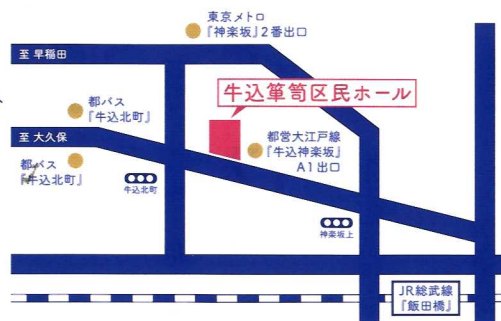 東京メトロ
『神楽坂』2番出口
至 早稲田
牛込箪笥区民ホール
都バス
『牛込北町』
都営大江戸線
『牛込神楽坂』
A1出口
至 大久保
都バス
『牛込北町』
牛込北町
神楽坂上
JR総武線
『飯田橋』